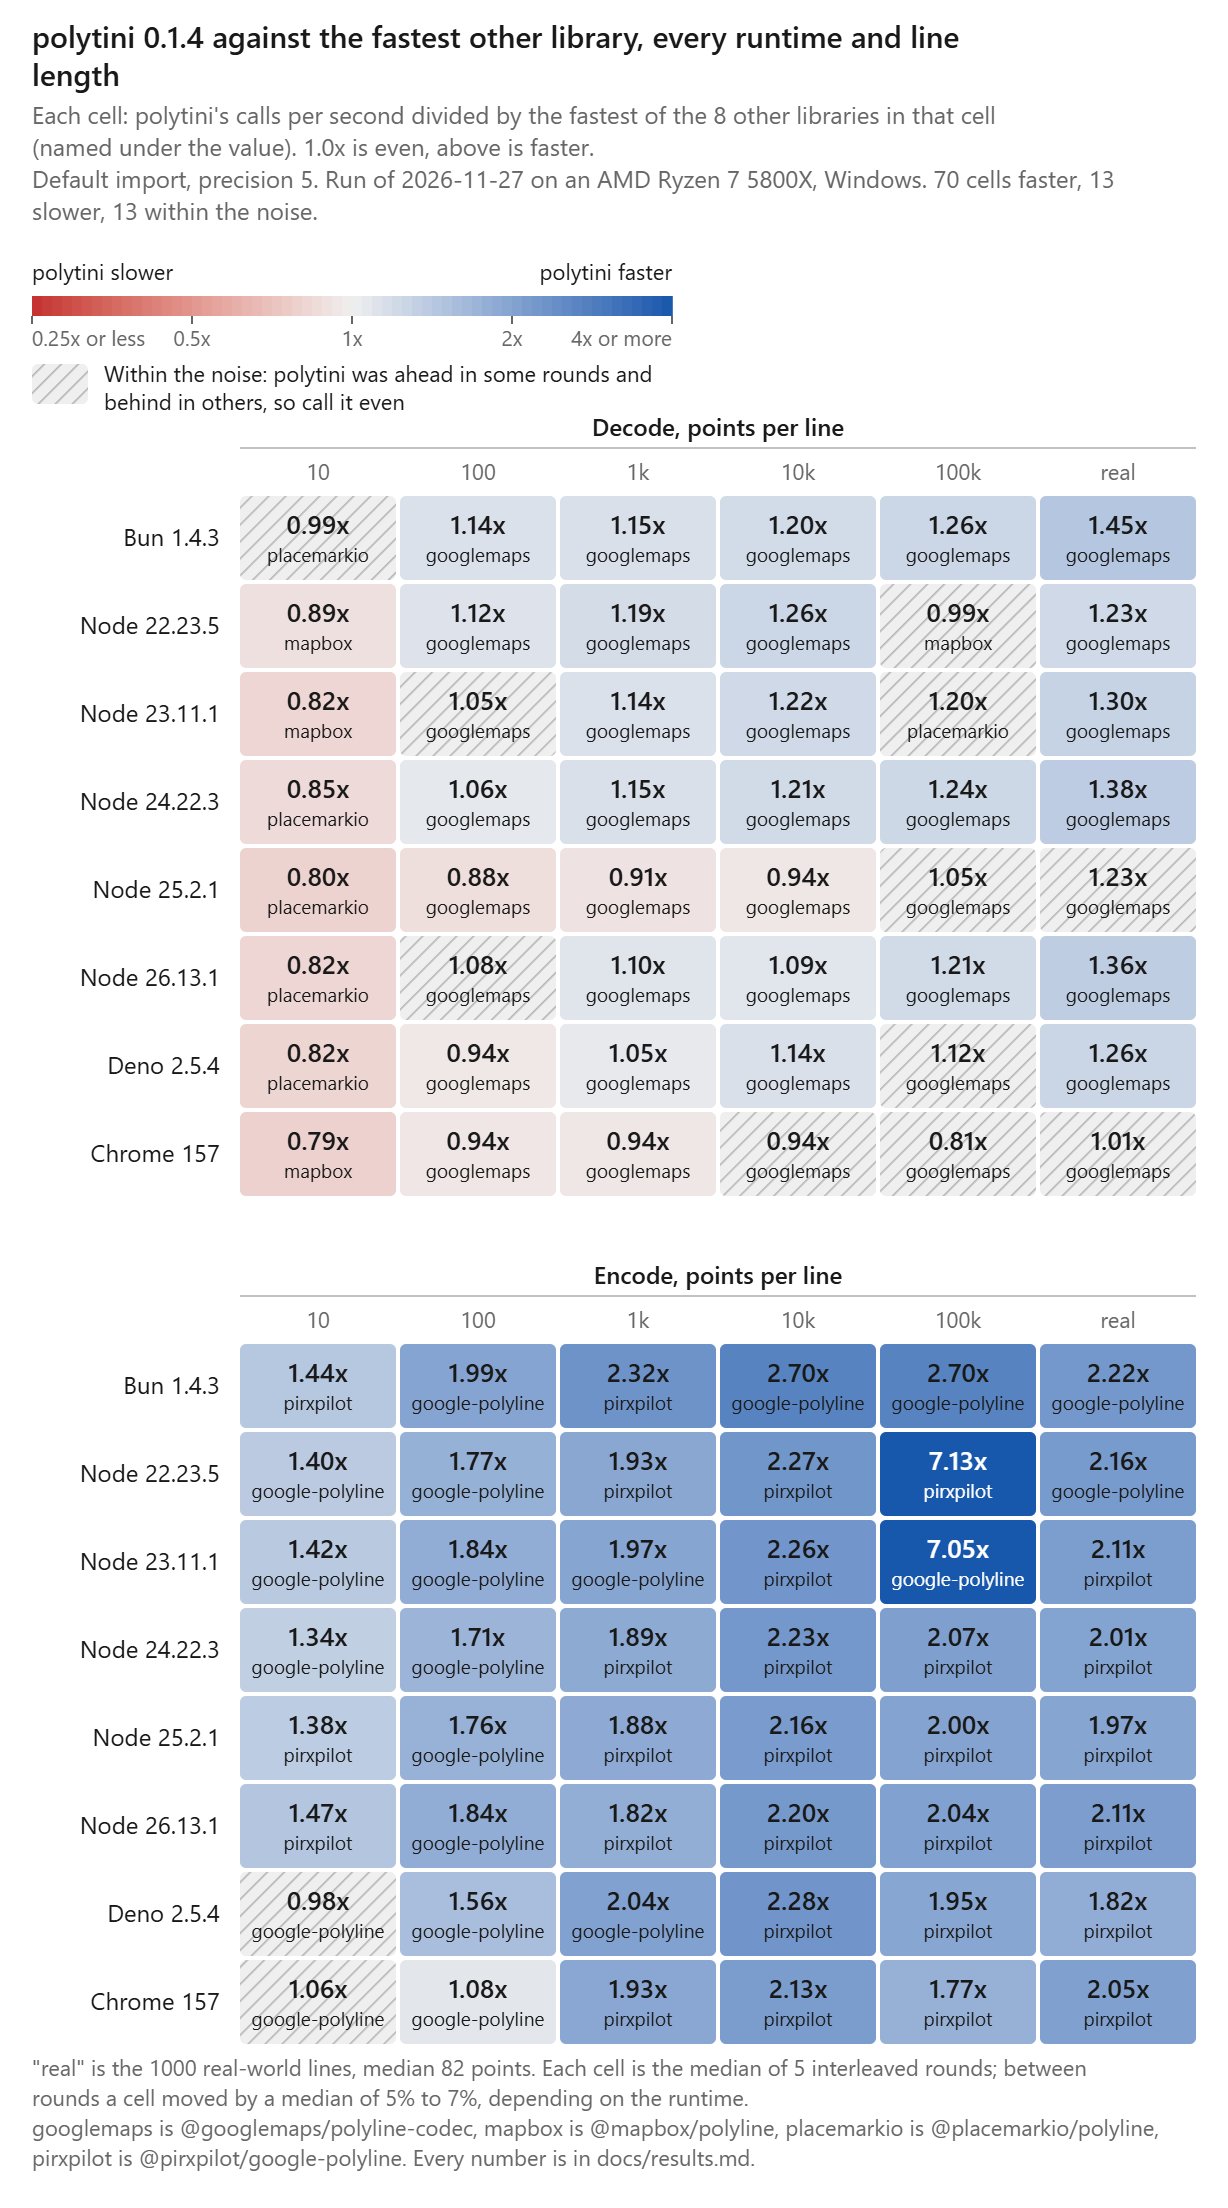 polytini 0.1.4 against the fastest other library, every runtime and line
length
Each cell: polytini's calls per second divided by the fastest of the 8 other libraries in that cell
(named under the value). 1.0x is even, above is faster.
Default import, precision 5. Run of 2026-11-27 on an AMD Ryzen 7 5800X, Windows. 70 cells faster, 13
slower, 13 within the noise.
polytini slower polytini faster
0.25x or less 0.5x 1x 2x 4x or more
Within the noise: polytini was ahead in some rounds and
behind in others, so call it even
Decode, points per line
10 100 1k 10k 100k real
Bun 1.4.3 0.99x 1.14x 1.15x 1.20x 1.26x 1.45x
placemarkio googlemaps googlemaps googlemaps googlemaps googlemaps
Node 22.23.5 0.89x 1.12x 1.19x 1.26x 0.99x 1.23x
mapbox googlemaps googlemaps googlemaps mapbox googlemaps
Node 23.11.1 0.82x 1.05x 1.14x 1.22x 1.20x 1.30x
mapbox googlemaps googlemaps googlemaps placemarkio googlemaps
Node 24.22.3 0.85x 1.06x 1.15x 1.21x 1.24x 1.38x
placemarkio googlemaps googlemaps googlemaps googlemaps googlemaps
Node 25.2.1 0.80x 0.88x 0.91x 0.94x 1.05x 1.23x
placemarkio googlemaps googlemaps googlemaps googlemaps googlemaps
Node 26.13.1 0.82x 1.08x 1.10x 1.09x 1.21x 1.36x
placemarkio googlemaps googlemaps googlemaps googlemaps googlemaps
Deno 2.5.4 0.82x 0.94x 1.05x 1.14x 1.12x 1.26x
placemarkio googlemaps googlemaps googlemaps googlemaps googlemaps
Chrome 157 0.79x 0.94x 0.94x 0.94x 0.81x 1.01x
mapbox googlemaps googlemaps googlemaps googlemaps googlemaps
Encode, points per line
10 100 1k 10k 100k real
Bun 1.4.3 1.44x 1.99x 2.32x 2.70x 2.70x 2.22x
pirxpilot google-polyline pirxpilot google-polyline google-polyline google-polyline
Node 22.23.5 1.40x 1.77x 1.93x 2.27x 7.13x 2.16x
google-polyline google-polyline pirxpilot pirxpilot pirxpilot google-polyline
Node 23.11.1 1.42x 1.84x 1.97x 2.26x 7.05x 2.11x
google-polyline google-polyline google-polyline pirxpilot google-polyline pirxpilot
Node 24.22.3 1.34x 1.71x 1.89x 2.23x 2.07x 2.01x
google-polyline google-polyline pirxpilot pirxpilot pirxpilot pirxpilot
Node 25.2.1 1.38x 1.76x 1.88x 2.16x 2.00x 1.97x
pirxpilot google-polyline pirxpilot pirxpilot pirxpilot pirxpilot
Node 26.13.1 1.47x 1.84x 1.82x 2.20x 2.04x 2.11x
pirxpilot google-polyline pirxpilot pirxpilot pirxpilot pirxpilot
Deno 2.5.4 0.98x 1.56x 2.04x 2.28x 1.95x 1.82x
google-polyline google-polyline google-polyline pirxpilot pirxpilot pirxpilot
Chrome 157 1.06x 1.08x 1.93x 2.13x 1.77x 2.05x
google-polyline google-polyline pirxpilot pirxpilot pirxpilot pirxpilot
"real" is the 1000 real-world lines, median 82 points. Each cell is the median of 5 interleaved rounds; between
rounds a cell moved by a median of 5% to 7%, depending on the runtime.
googlemaps is @googlemaps/polyline-codec, mapbox is @mapbox/polyline, placemarkio is @placemarkio/polyline,
pirxpilot is @pirxpilot/google-polyline. Every number is in docs/results.md.